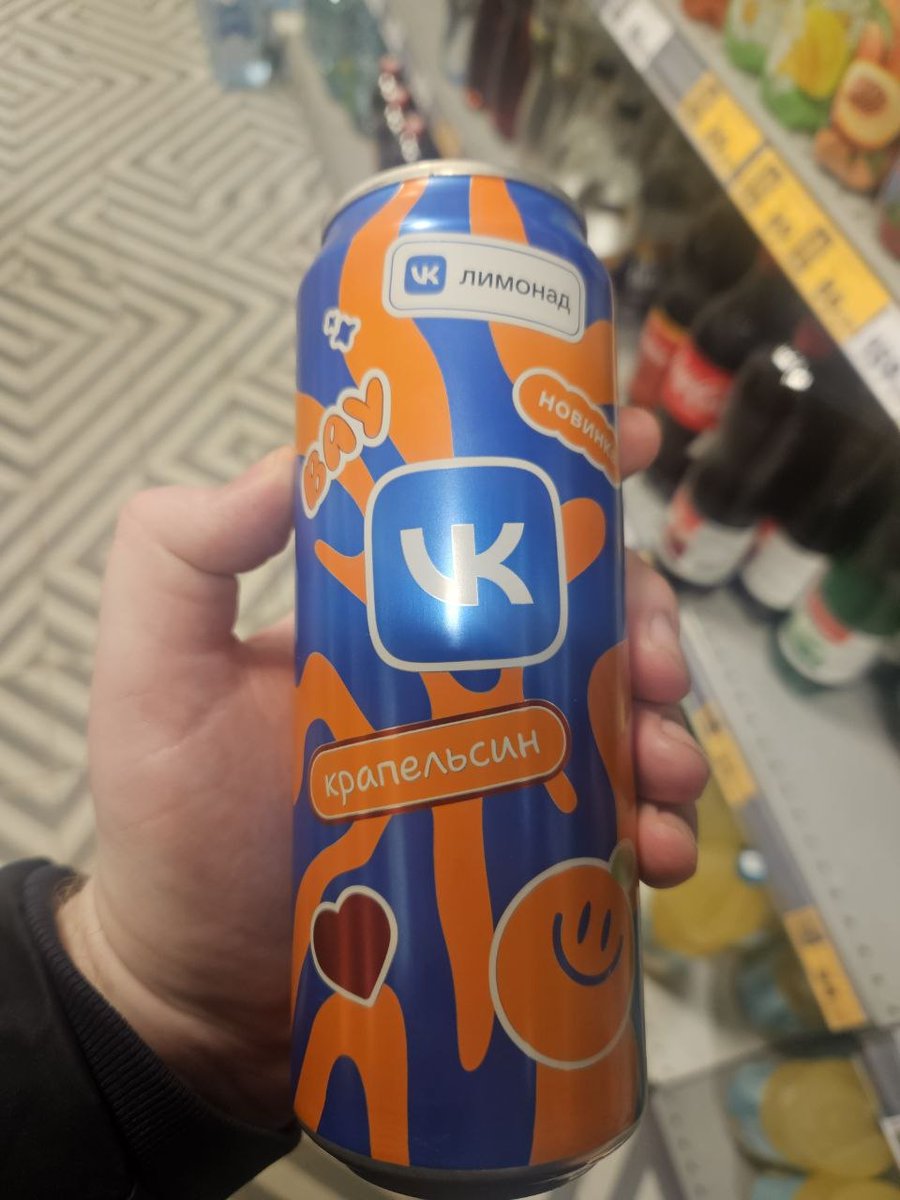 VK лимонад
новинка
вау
VK
крапельсин